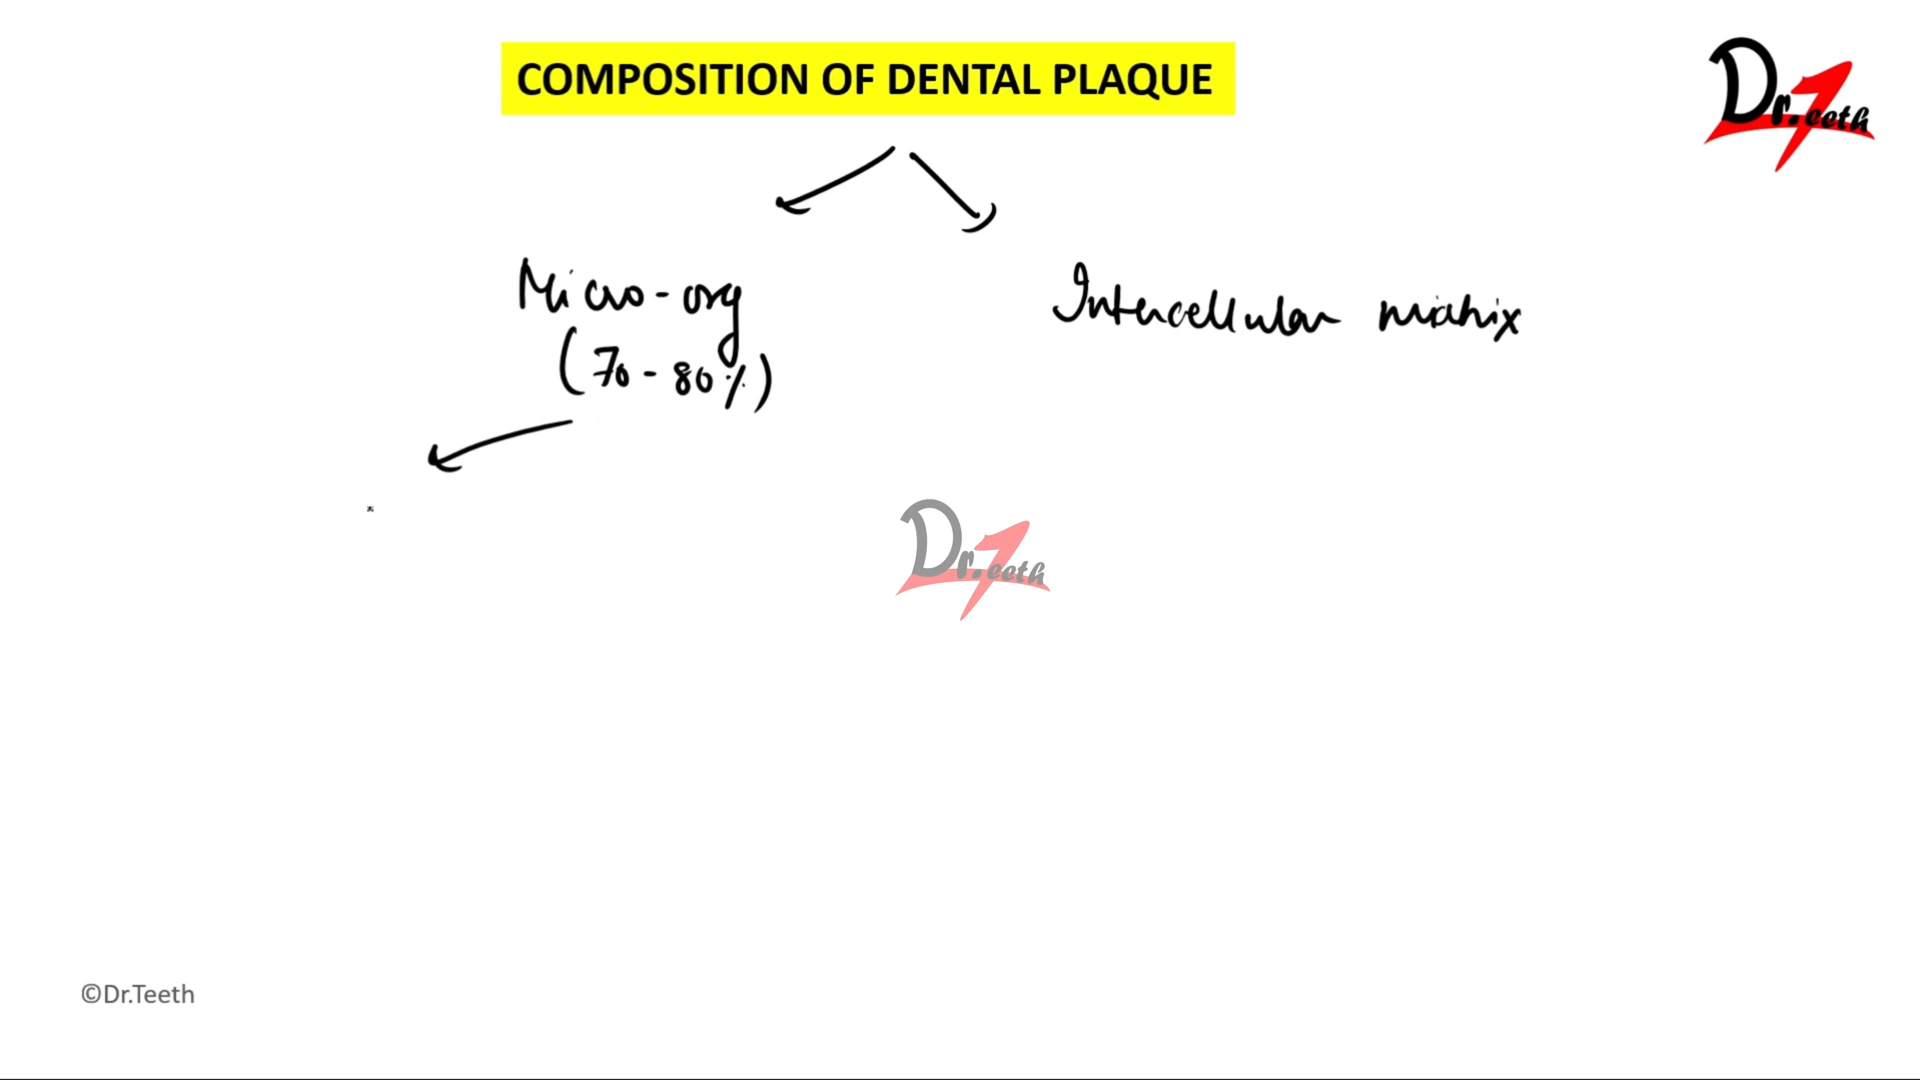 COMPOSITION OF DENTAL PLAQUE
Dr.Teeth
Micro-org
(70-80%)
Intercellular matrix
Dr.Teeth
©Dr.Teeth